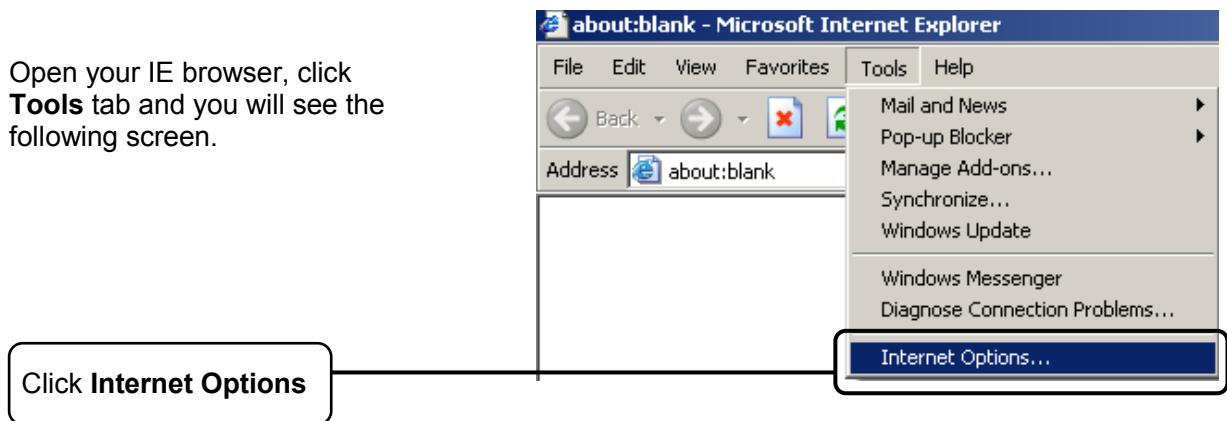 about:blank - Microsoft Internet Explorer
Open your IE browser, click
Tools tab and you will see the
following screen.
File Edit View Favorites Tools Help
Back
Address about:blank
Mail and News
Pop-up Blocker
Manage Add-ons...
Synchronize...
Windows Update
Windows Messenger
Diagnose Connection Problems...
Internet Options...
Click Internet Options